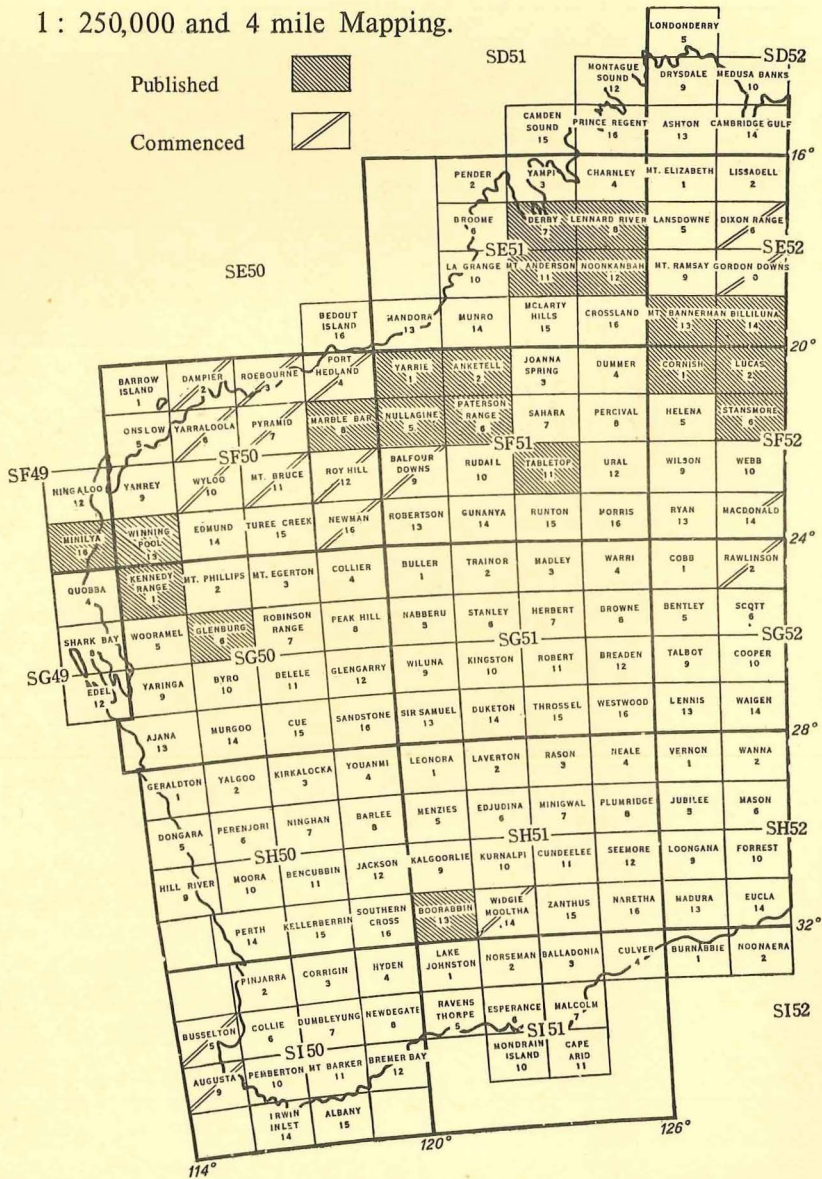 1 : 250,000 and 4 mile Mapping.
Published
Commenced
SD51
SD52
LONDONDERRY
5
MONTAGUE SOUND
12
DRYSDALE
9
MEDUSA BANKS
10
CAMDEN SOUND
15
PRINCE REGENT
16
ASHTON
13
CAMBRIDGE GULF
14
16°
PENDER
2
YAMPI
3
CHARNLEY
4
MT. ELIZABETH
1
LISSADELL
2
BROOME
6
DERBY
7
LENNARD RIVER
8
LANSDOWNE
5
DIXON RANGE
6
SE50
SE51
SE52
LA GRANGE
10
MT. ANDERSON
11
NOONKANBAH
12
MT. RAMSAY
9
GORDON DOWNS
BEDOUT ISLAND
16
MANDORA
13
MUNRO
14
MCLARTY HILLS
15
CROSSLAND
16
MT. BANNERMAN
13
BILLILUNA
14
20°
BARROW ISLAND
1
DAMPIER
2
ROEBOURNE
3
PORT HEDLAND
4
YARRIE
1
ANKETELL
2
JOANNA SPRING
3
DUMMER
4
CORNISH
1
LUCAS
2
ONSLOW
5
YARRALOOLA
6
PYRAMID
7
MARBLE BAR
8
NULLAGINE
5
PATERSON RANGE
6
SAHARA
7
PERCIVAL
8
HELENA
5
STANSMORE
6
SF49
SF50
SF51
SF52
NINGALOO
12
YANREY
9
WYLOO
10
MT. BRUCE
11
ROY HILL
12
BALFOUR DOWNS
9
RUDALL
10
TABLETOP
11
URAL
12
WILSON
9
WEBB
10
MINILYA
16
WINNING POOL
13
EDMUND
14
TUREE CREEK
15
NEWMAN
16
ROBERTSON
13
GUNANYA
14
RUNTON
15
MORRIS
16
RYAN
13
MACDONALD
14
24°
QUOBBA
4
KENNEDY RANGE
1
MT. PHILLIPS
2
MT. EGERTON
3
COLLIER
4
BULLER
1
TRAINOR
2
MADLEY
3
WARRI
4
COBB
1
RAWLINSON
2
SHARK BAY
8
WOORAMEL
5
GLENBURG
6
ROBINSON RANGE
7
PEAK HILL
8
NABBERU
5
STANLEY
6
HERBERT
7
BROWNE
8
BENTLEY
5
SCOTT
6
SG49
SG50
SG51
SG52
EDEL
12
YARINGA
9
BYRO
10
BELELE
11
GLENGARRY
12
WILUNA
9
KINGSTON
10
ROBERT
11
BREADEN
12
TALBOT
9
COOPER
10
AJANA
13
MURGOO
14
CUE
15
SANDSTONE
16
SIR SAMUEL
13
DUKETON
14
THROSSEL
15
WESTWOOD
16
LENNIS
13
WAIGEN
14
28°
GERALDTON
1
YALGOO
2
KIRKALOCKA
3
YOUANMI
4
LEONORA
1
LAVERTON
2
RASON
3
NEALE
4
VERNON
1
WANNA
2
DONGARA
5
PERENJORI
6
NINGHAN
7
BARLEE
8
MENZIES
5
EDJUDINA
6
MINIGWAL
7
PLUMRIDGE
8
JUBILEE
5
MASON
6
SH50
SH51
SH52
HILL RIVER
9
MOORA
10
BENCUBBIN
11
JACKSON
12
KALGOORLIE
9
KURNALPI
10
CUNDEELEE
11
SEEMORE
12
LOONGANA
9
FORREST
10
PERTH
14
KELLERBERRIN
15
SOUTHERN CROSS
16
BOORABBIN
13
WIDGIE MOOLTHA
14
ZANTHUS
15
NARETHA
16
MADURA
13
EUCLA
14
32°
PINJARRA
2
CORRIGIN
3
HYDEN
4
LAKE JOHNSTON
1
NORSEMAN
2
BALLADONIA
3
CULVER
4
BURNABBIE
1
NOONAERA
2
BUSSELTON
5
COLLIE
6
DUMBLEYUNG
7
NEWDEGATE
8
RAVENS THORPE
5
ESPERANCE
6
MALCOLM
7
SI50
SI51
SI52
AUGUSTA
9
PEMBERTON
10
MT BARKER
11
BREMER BAY
12
MONDRAIN ISLAND
10
CAPE ARID
11
IRWIN INLET
14
ALBANY
15
114°
120°
126°